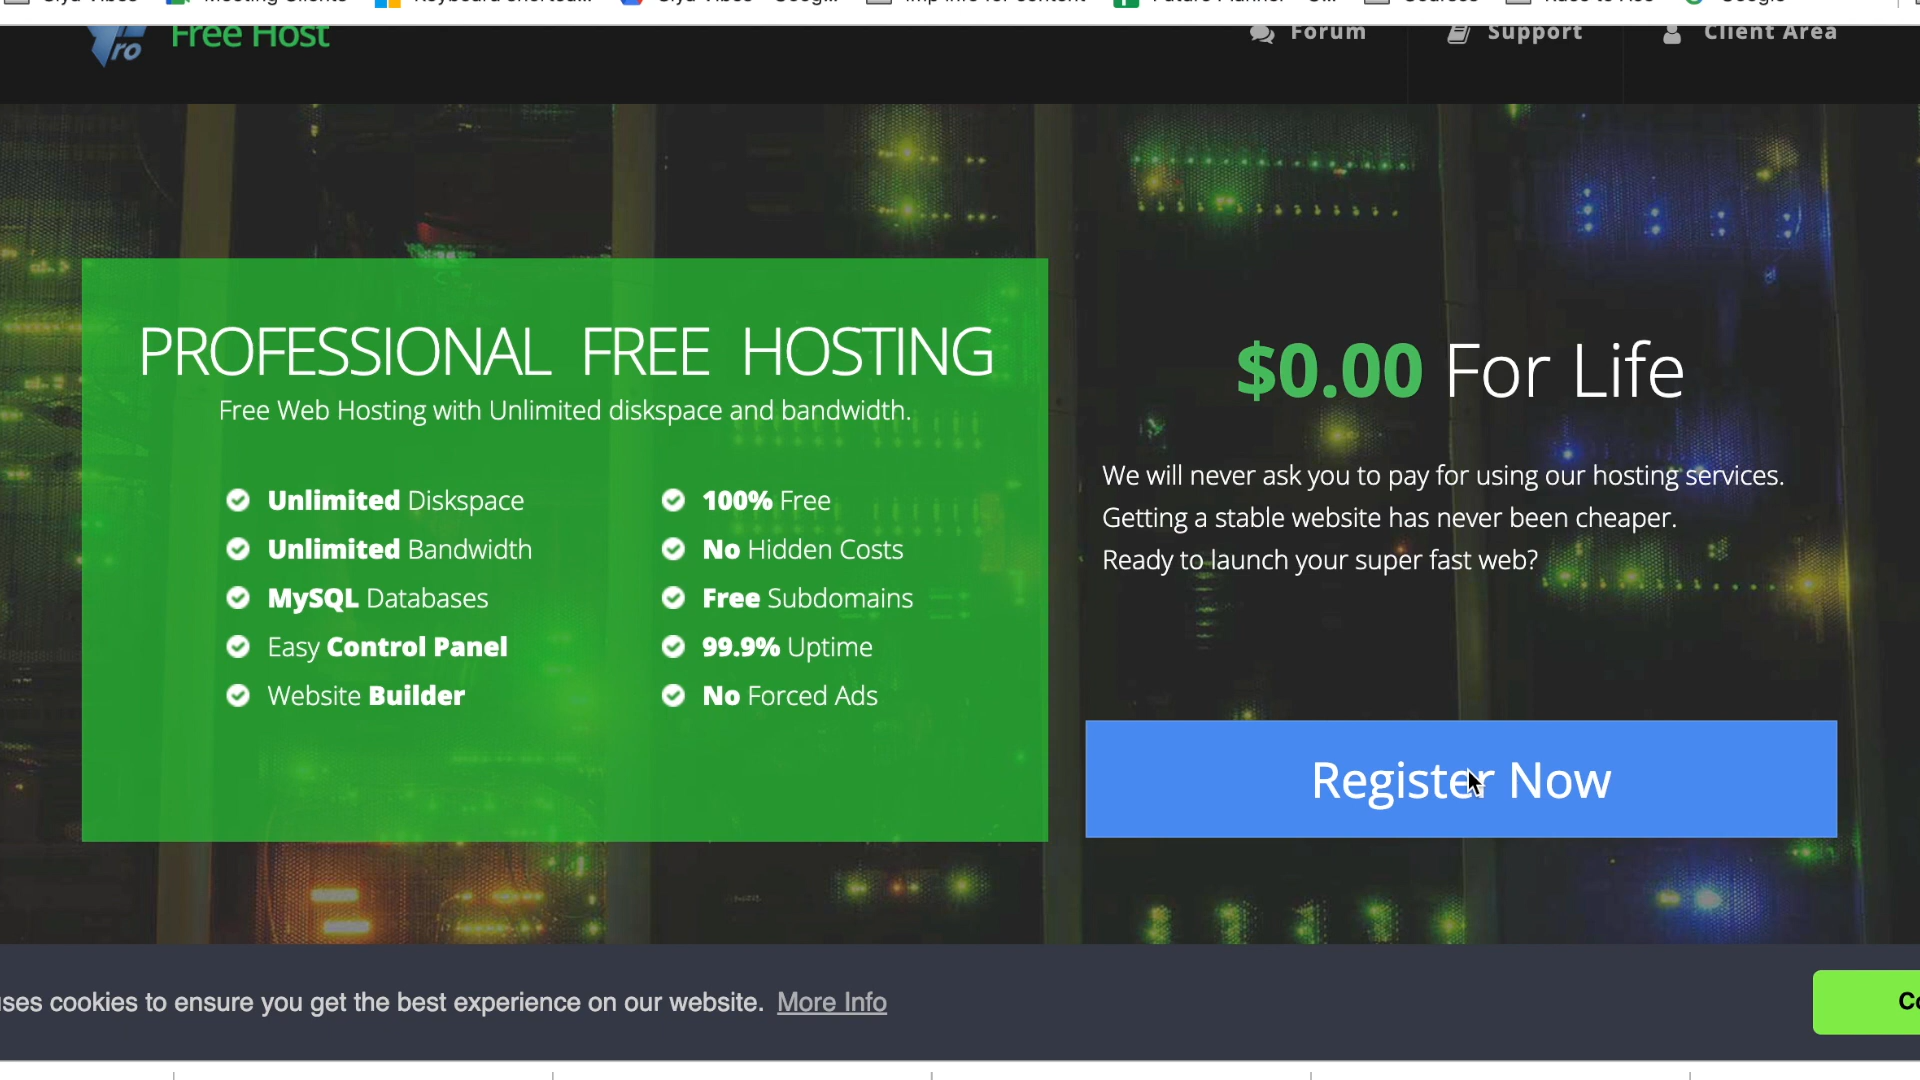 ro Free Host
Forum
Support
Client Area
PROFESSIONAL FREE HOSTING
Free Web Hosting with Unlimited diskspace and bandwidth.
Unlimited Diskspace
Unlimited Bandwidth
MySQL Databases
Easy Control Panel
Website Builder
100% Free
No Hidden Costs
Free Subdomains
99.9% Uptime
No Forced Ads
$0.00 For Life
We will never ask you to pay for using our hosting services.
Getting a stable website has never been cheaper.
Ready to launch your super fast web?
Register Now
uses cookies to ensure you get the best experience on our website. More Info